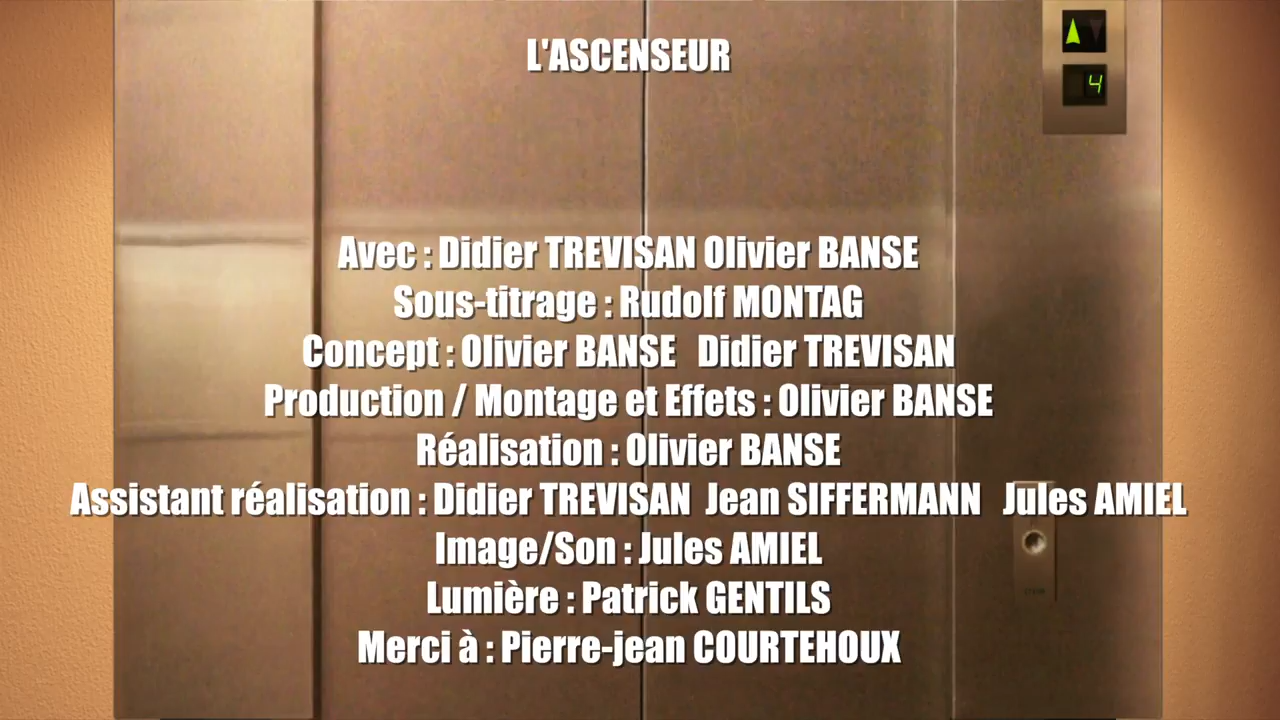 L'ASCENSEUR
4
Avec : Didier TREVISAN Olivier BANSE
Sous-titrage : Rudolf MONTAG
Concept : Olivier BANSE Didier TREVISAN
Production / Montage et Effets : Olivier BANSE
Réalisation : Olivier BANSE
Assistant réalisation : Didier TREVISAN Jean SIFFERMANN Jules AMIEL
Image/Son : Jules AMIEL
Lumière : Patrick GENTILS
Merci à : Pierre-jean COURTEHOUX